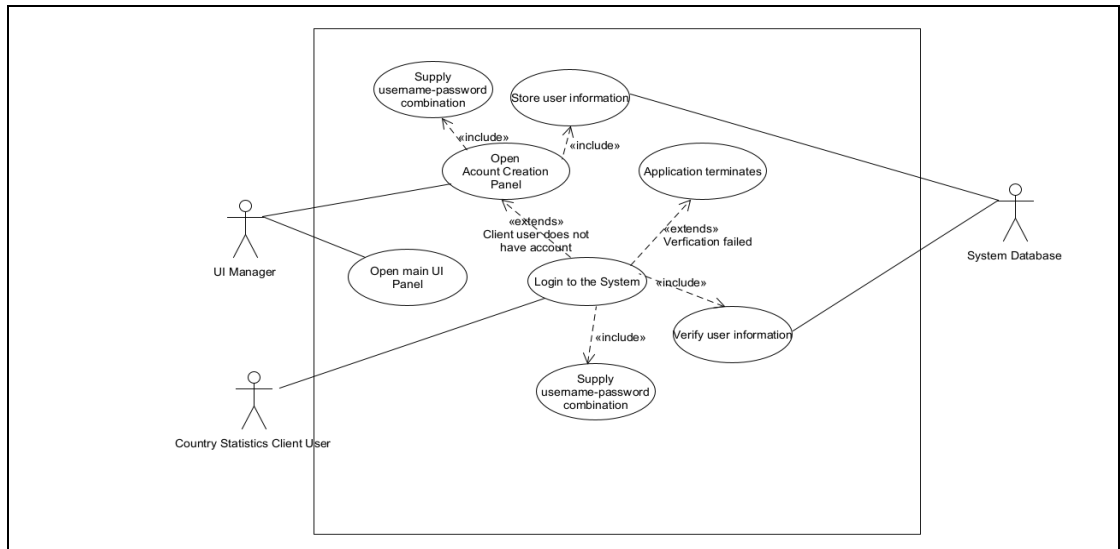 Supply
username-password
combination
Store user information
«include»
«include»
Open
Acount Creation
Panel
Application terminates
«extends»
Client user does not
have account
«extends»
Verfication failed
UI Manager
System Database
Open main UI
Panel
Login to the System
«include»
Verify user information
«include»
Supply
username-password
combination
Country Statistics Client User